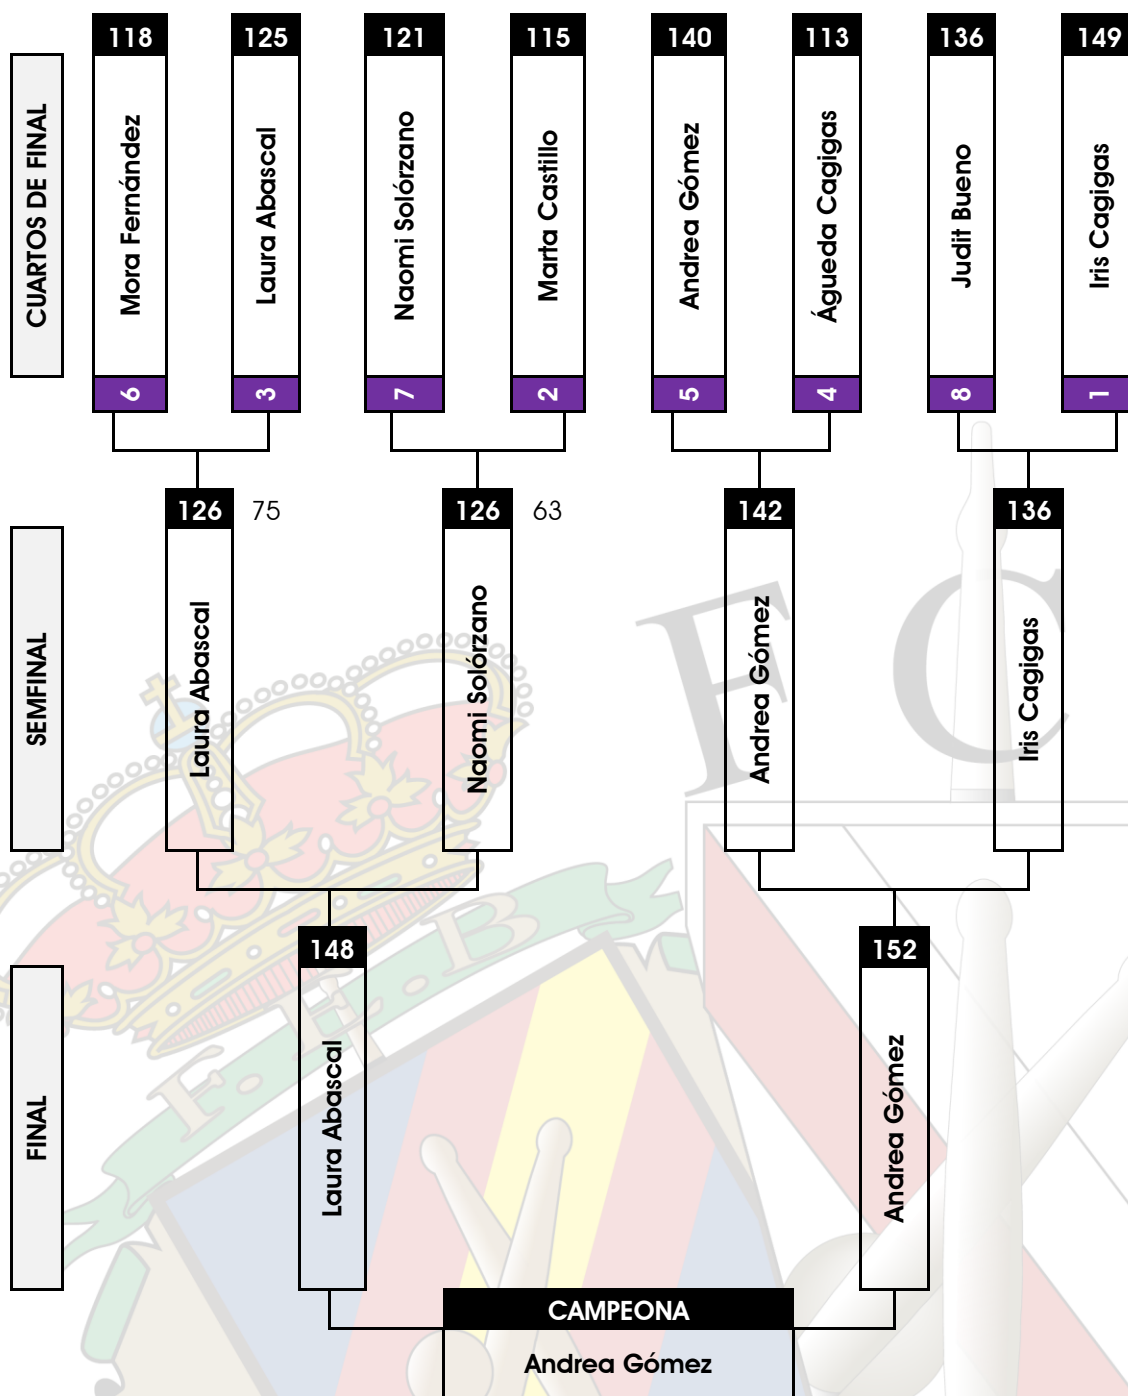 118 125 121 115 140 113 136 149
CUARTOS DE FINAL
Mora Fernández
Laura Abascal
Naomi Solórzano
Marta Castillo
Andrea Gómez
Águeda Cagigas
Judit Bueno
Iris Cagigas
6 3 7 2 5 4 8 1
126 75 126 63 142 136
SEMFINAL
Laura Abascal
Naomi Solórzano
Andrea Gómez
Iris Cagigas
F C
148 152
FINAL
Laura Abascal
Andrea Gómez
F. F. B
CAMPEONA
Andrea Gómez